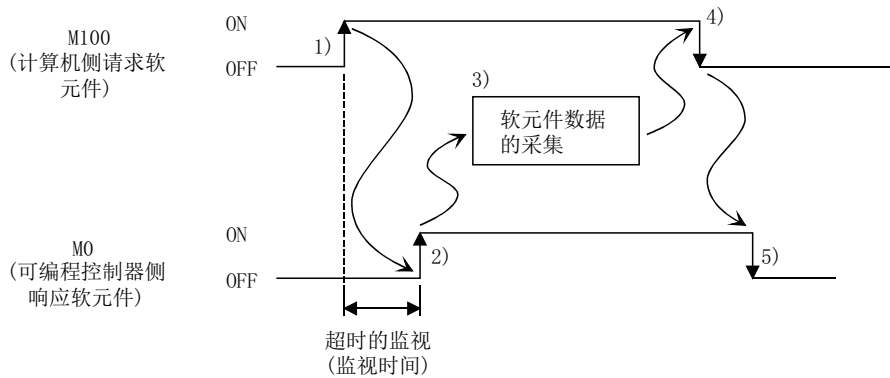 M100
(计算机侧请求软
元件)
ON
OFF
1)
4)
3)
软元件数据
的采集
M0
(可编程控制器侧
响应软元件)
ON
OFF
2)
5)
超时的监视
(监视时间)